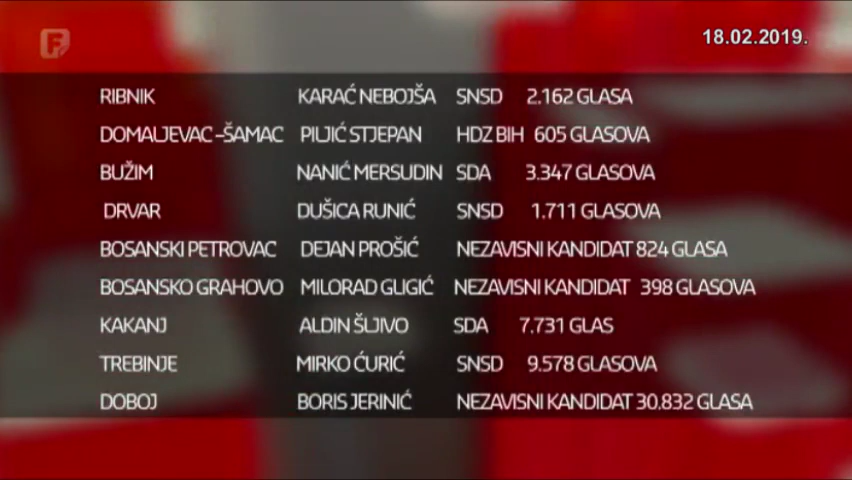 F
18.02.2019.
RIBNIK KARAĆ NEBOJŠA SNSD 2.162 GLASA
DOMALJEVAC –ŠAMAC PILJIĆ STJEPAN HDZ BIH 605 GLASOVA
BUŽIM NANIĆ MERSUDIN SDA 3.347 GLASOVA
DRVAR DUŠICA RUNIĆ SNSD 1.711 GLASOVA
BOSANSKI PETROVAC DEJAN PROŠIĆ NEZAVISNI KANDIDAT 824 GLASA
BOSANSKO GRAHOVO MILORAD GLIGIĆ NEZAVISNI KANDIDAT 398 GLASOVA
KAKANJ ALDIN ŠLJIVO SDA 7.731 GLAS
TREBINJE MIRKO ĆURIĆ SNSD 9.578 GLASOVA
DOBOJ BORIS JERINIĆ NEZAVISNI KANDIDAT 30.832 GLASA